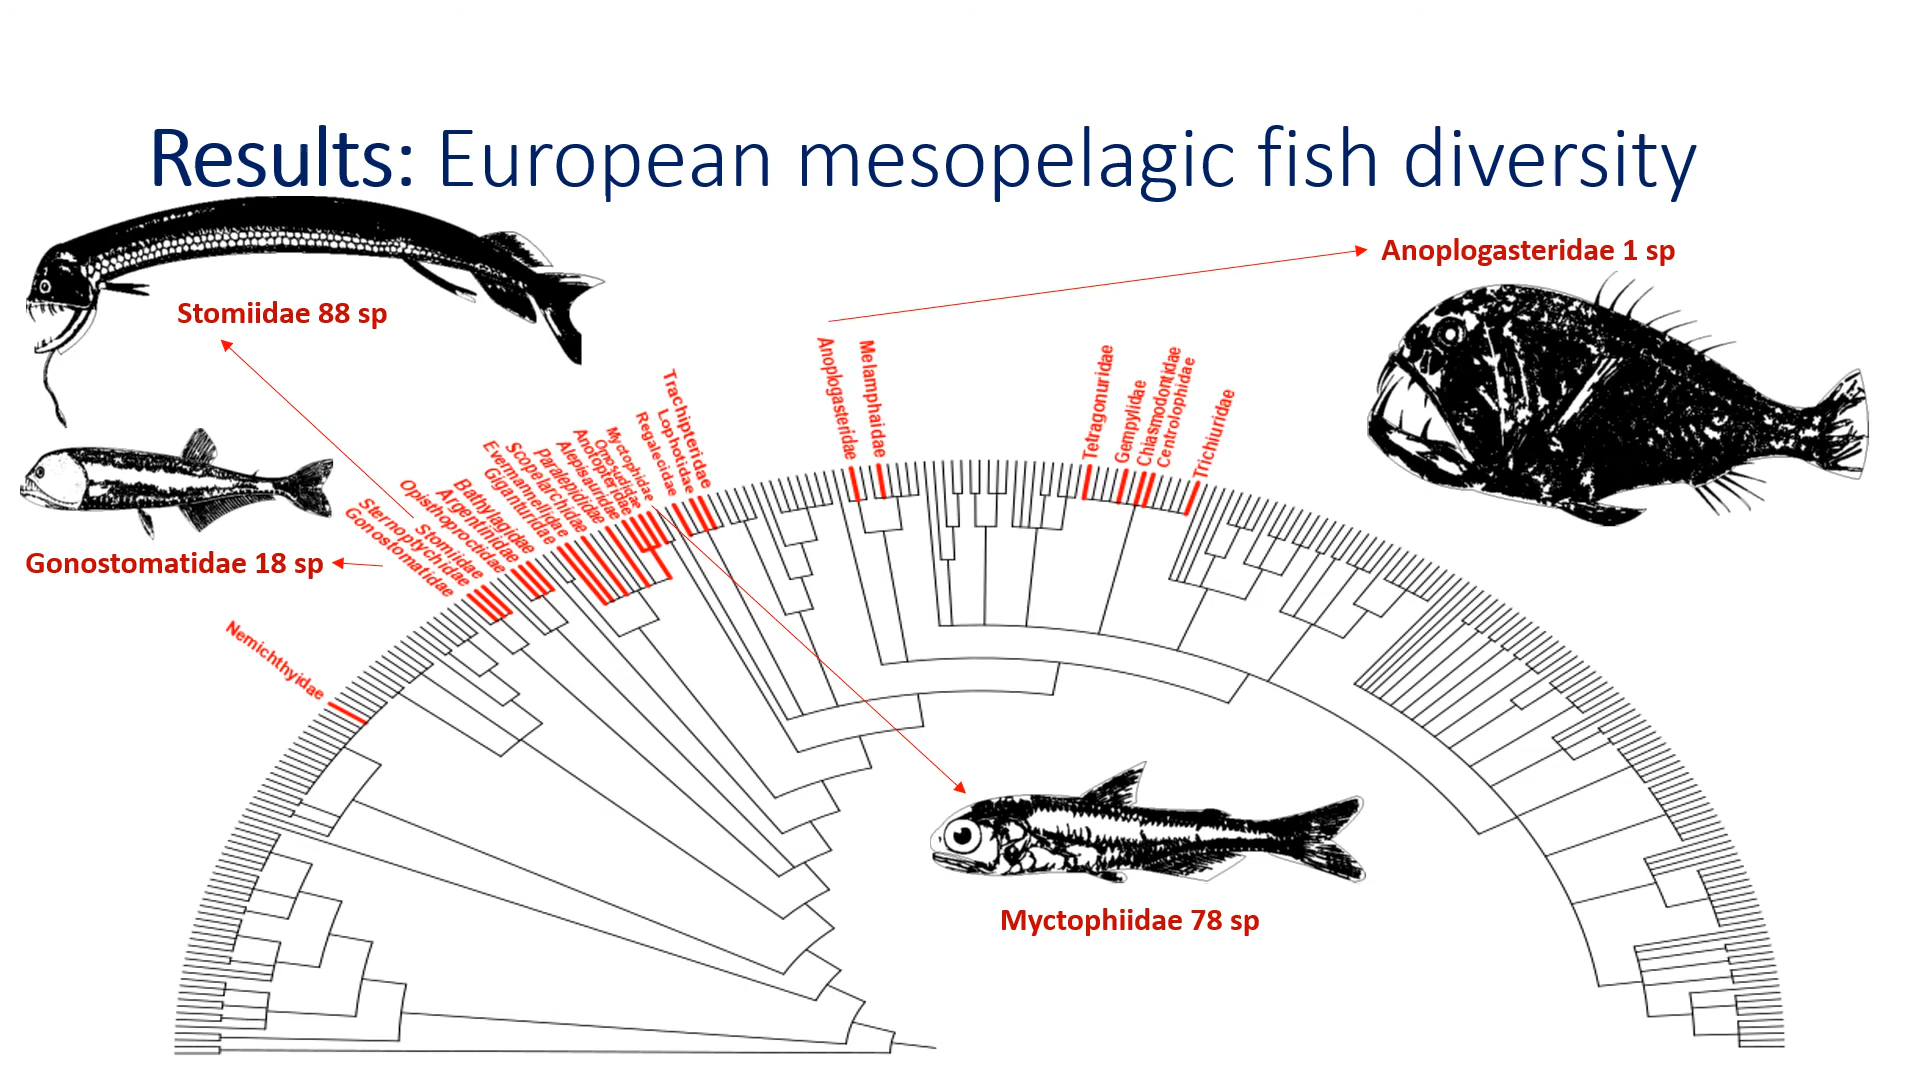 Results: European mesopelagic fish diversity
Anoplogasteridae 1 sp
Stomiidae 88 sp
Gonostomatidae 18 sp
Nemichthyidae
Gonostomatidae
Sternoptychidae
Stomiidae
Opisthoproctidae
Argentinidae
Bathylagidae
Giganturidae
Evermannellidae
Scopelarchidae
Paralepididae
Alepisauridae
Anotopteridae
Omosudidae
Myctophidae
Regalecidae
Lophotidae
Trachipteridae
Anoplogasteridae
Melamphaidae
Tetragonuridae
Gempylidae
Chiasmodontidae
Centrolophidae
Trichiuridae
Myctophiidae 78 sp